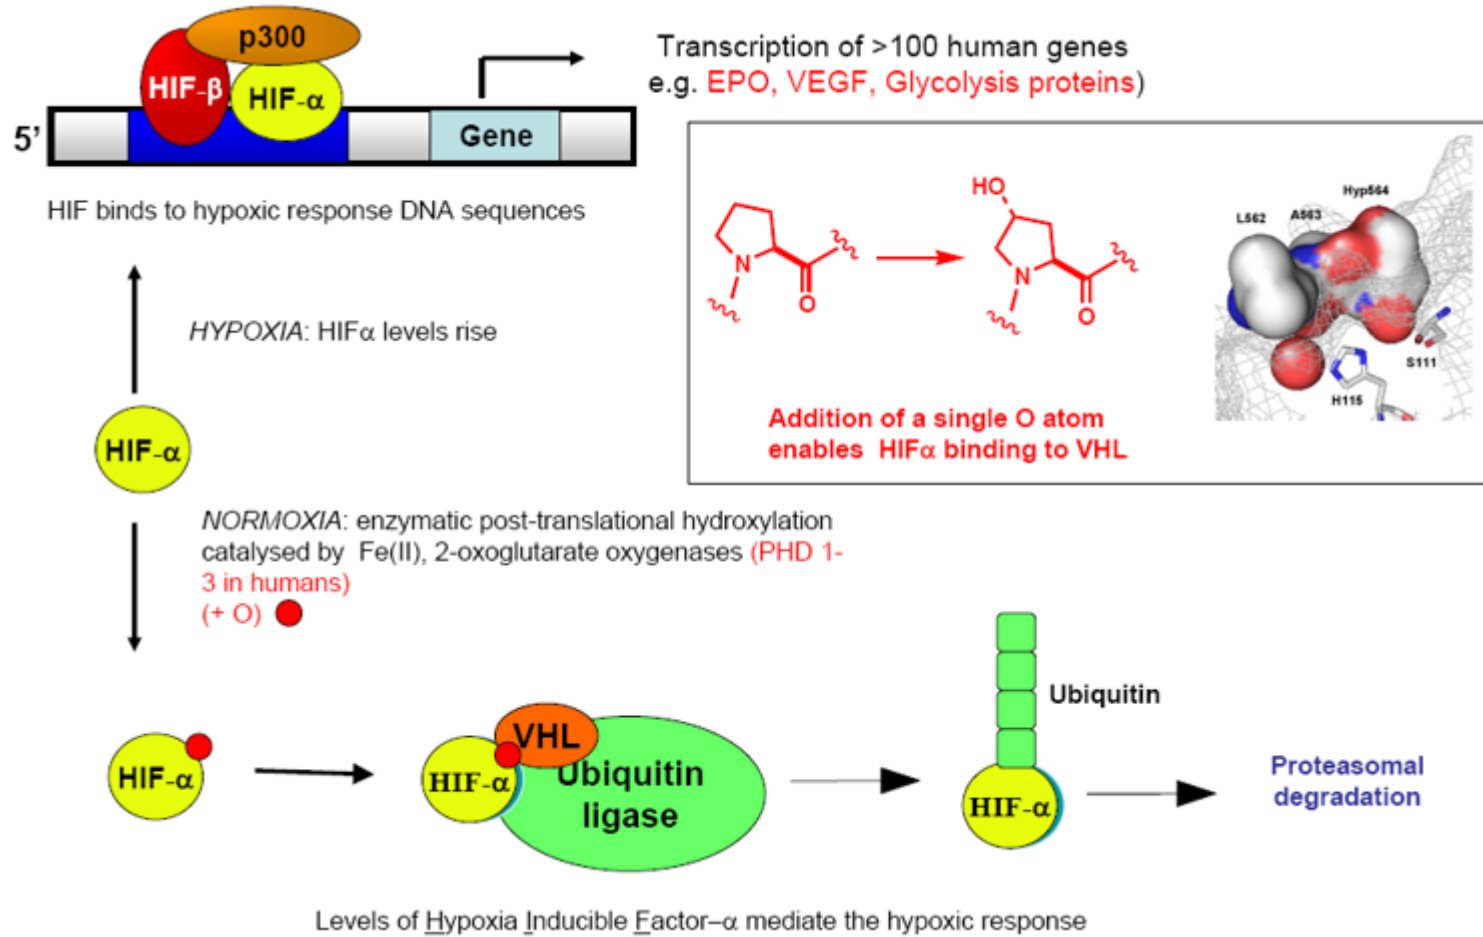 p300
HIF-β
HIF-α
5’
Gene
Transcription of >100 human genes
e.g. EPO, VEGF, Glycolysis proteins)
HIF binds to hypoxic response DNA sequences
HO
N
O
N
O
Addition of a single O atom
enables HIFα binding to VHL
L562
A563
Hyp564
S111
H115
HYPOXIA: HIFα levels rise
HIF-α
NORMOXIA: enzymatic post-translational hydroxylation
catalysed by Fe(II), 2-oxoglutarate oxygenases (PHD 1-
3 in humans)
(+ O)
HIF-α
VHL
HIF-α
Ubiquitin
ligase
Ubiquitin
HIF-α
Proteasomal
degradation
Levels of Hypoxia Inducible Factor–α mediate the hypoxic response